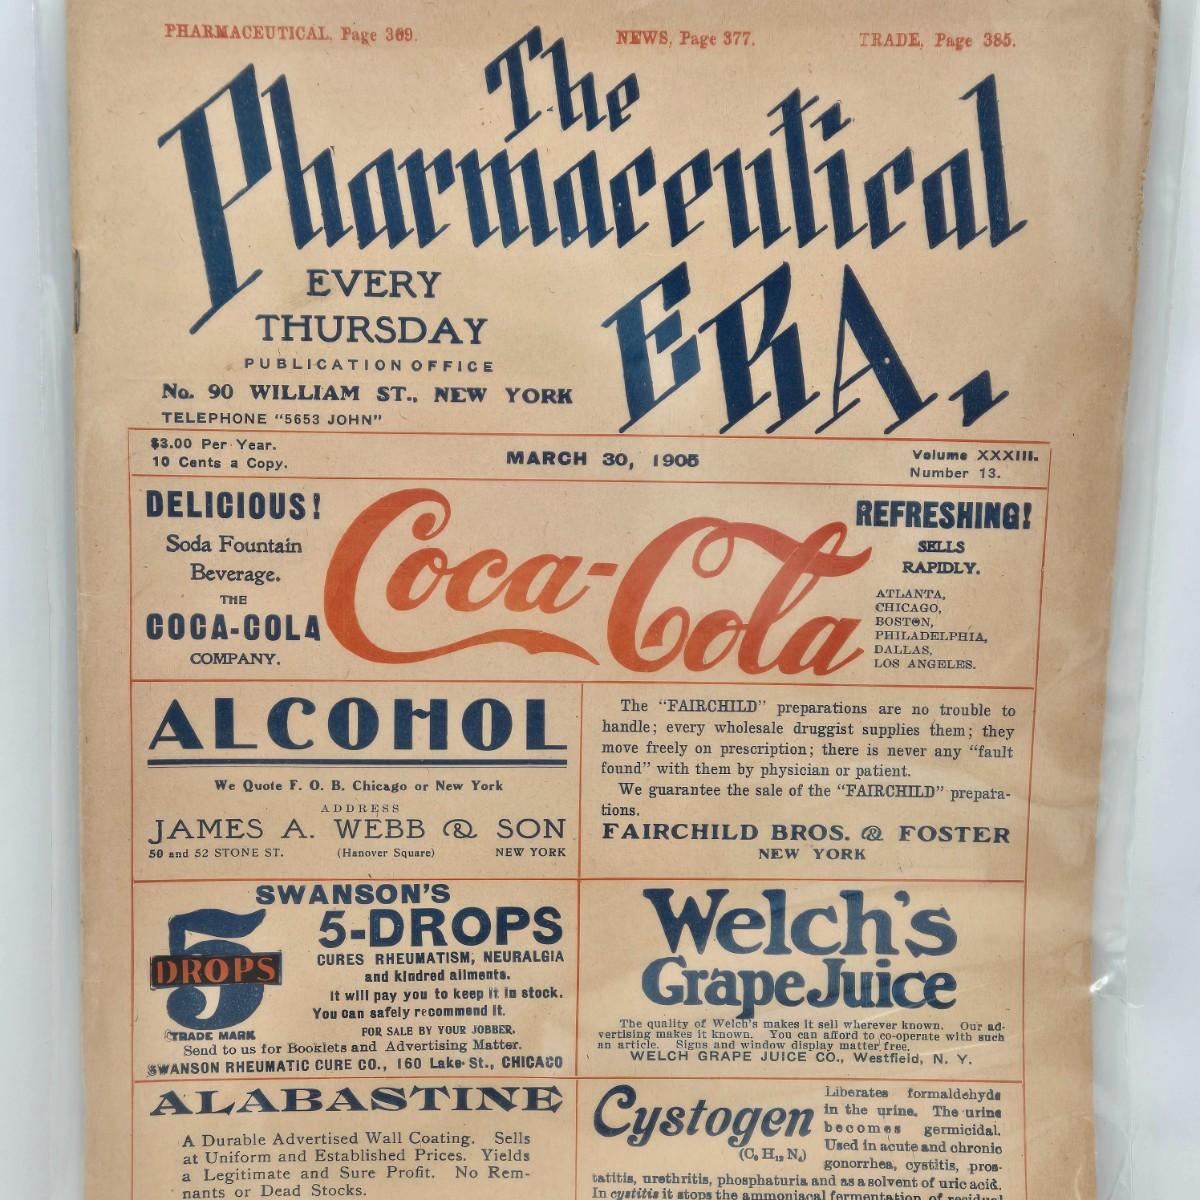 PHARMACEUTICAL, Page 369. NEWS, Page 377. TRADE, Page 385.
The
Pharmaceutical
ERA.
EVERY
THURSDAY
PUBLICATION OFFICE
No. 90 WILLIAM ST., NEW YORK
TELEPHONE "5653 JOHN"
$3.00 Per Year.
10 Cents a Copy.
MARCH 30, 1905
Volume XXXIII.
Number 13.
DELICIOUS!
Soda Fountain
Beverage.
THE
COCA-COLA
COMPANY.
Coca-Cola
REFRESHING!
SELLS
RAPIDLY.
ATLANTA,
CHICAGO,
BOSTON,
PHILADELPHIA,
DALLAS,
LOS ANGELES.
ALCOHOL
We Quote F. O. B. Chicago or New York
ADDRESS
JAMES A. WEBB & SON
50 and 52 STONE ST. (Hanover Square) NEW YORK
The "FAIRCHILD" preparations are no trouble to
handle; every wholesale druggist supplies them; they
move freely on prescription; there is never any "fault
found" with them by physician or patient.
We guarantee the sale of the "FAIRCHILD" prepara-
tions.
FAIRCHILD BROS. & FOSTER
NEW YORK
SWANSON'S
5-DROPS
5
DROPS
TRADE MARK
CURES RHEUMATISM, NEURALGIA
and kindred ailments.
It will pay you to keep it in stock.
You can safely recommend it.
FOR SALE BY YOUR JOBBER.
Send to us for Booklets and Advertising Matter.
SWANSON RHEUMATIC CURE CO., 160 Lake St., CHICAGO
Welch's
Grape Juice
The quality of Welch's makes it sell wherever known. Our ad-
vertising makes it known. You can afford to co-operate with such
an article. Signs and window display matter free.
WELCH GRAPE JUICE CO., Westfield, N. Y.
ALABASTINE
A Durable Advertised Wall Coating. Sells
at Uniform and Established Prices. Yields
a Legitimate and Sure Profit. No Rem-
nants or Dead Stocks.
Cystogen
(C₆ H₁₂ N₄)
Liberates formaldehyde
in the urine. The urine
becomes germicidal.
Used in acute and chronic
gonorrhea, cystitis, pros-
tatitis, urethritis, phosphaturia and as a solvent of uric acid.
In cystitis it stops the ammoniacal fermentation of residual